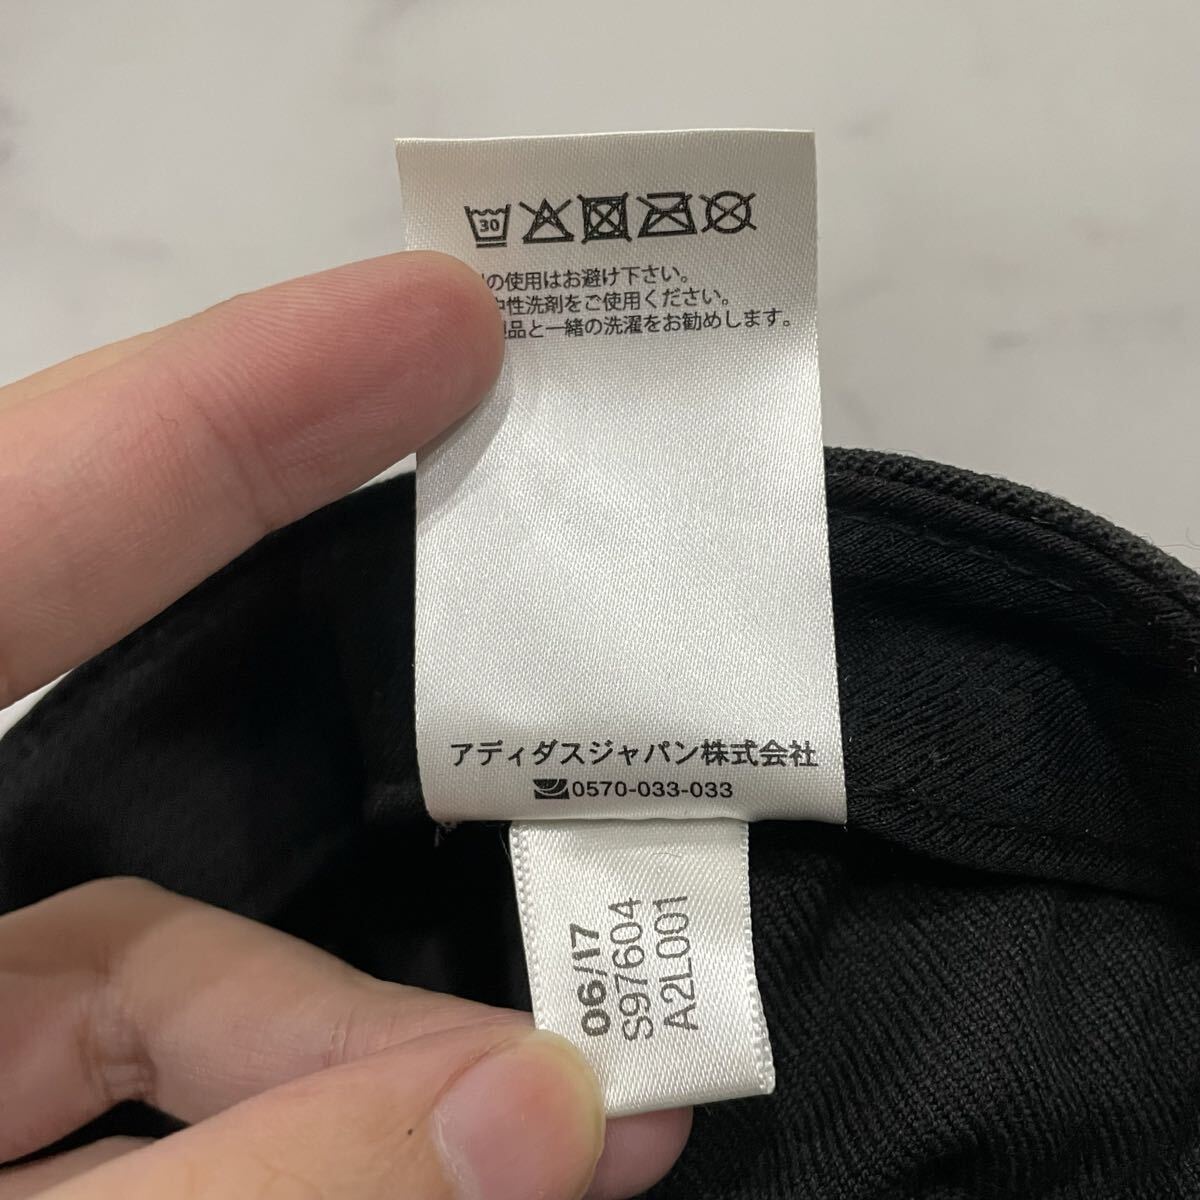 30
の使用はお避け下さい。
中性洗剤をご使用ください。
品と一緒の洗濯をお勧めします。
アディダスジャパン株式会社
0570-033-033
06/17
S97604
A2L001